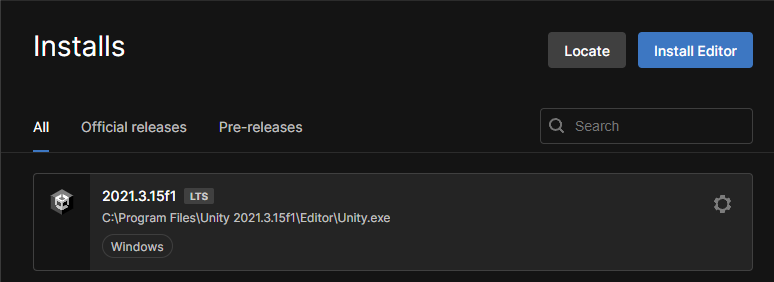 Installs
Locate
Install Editor
All
Official releases
Pre-releases
Search
2021.3.15f1 LTS
C:\Program Files\Unity 2021.3.15f1\Editor\Unity.exe
Windows